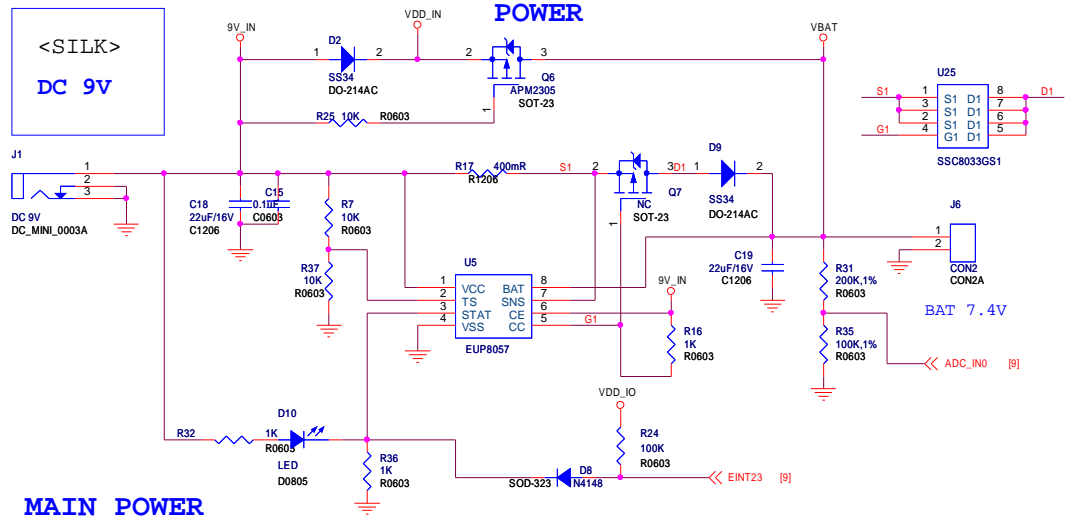 POWER
<SILK>
DC 9V
9V_IN
VDD_IN
VBAT
1
D2
2
SS34
DO-214AC
2
3
Q6
APM2305
SOT-23
1
R25 10K
R0603
U25
S1
1
3
2
4
S1 D1
S1 D1
S1 D1
G1 D1
8
7
6
5
D1
G1
SSC8033GS1
J1
1
2
3
DC 9V
DC_MINI_0003A
R17
400mR
R1206
S1
2
3
D1
Q7
NC
SOT-23
1
D9
1
2
SS34
DO-214AC
C18
22uF/16V
C1206
C15
C0603
R7
10K
R0603
R37
10K
R0603
U5
1
2
3
4
VCC
TS
STAT
VSS
BAT
SNS
CE
CC
8
7
6
5
G1
EUP8057
9V_IN
R16
1K
R0603
C19
22uF/16V
C1206
R31
200K,1%
R0603
R35
100K,1%
R0603
J6
1
2
CON2
CON2A
BAT 7.4V
ADC_IN0 [9]
R32
1K
R0603
D10
LED
D0805
R36
1K
R0603
VDD_IO
R24
100K
R0603
D8
SOD-323
N4148
EINT23 [9]
MAIN POWER